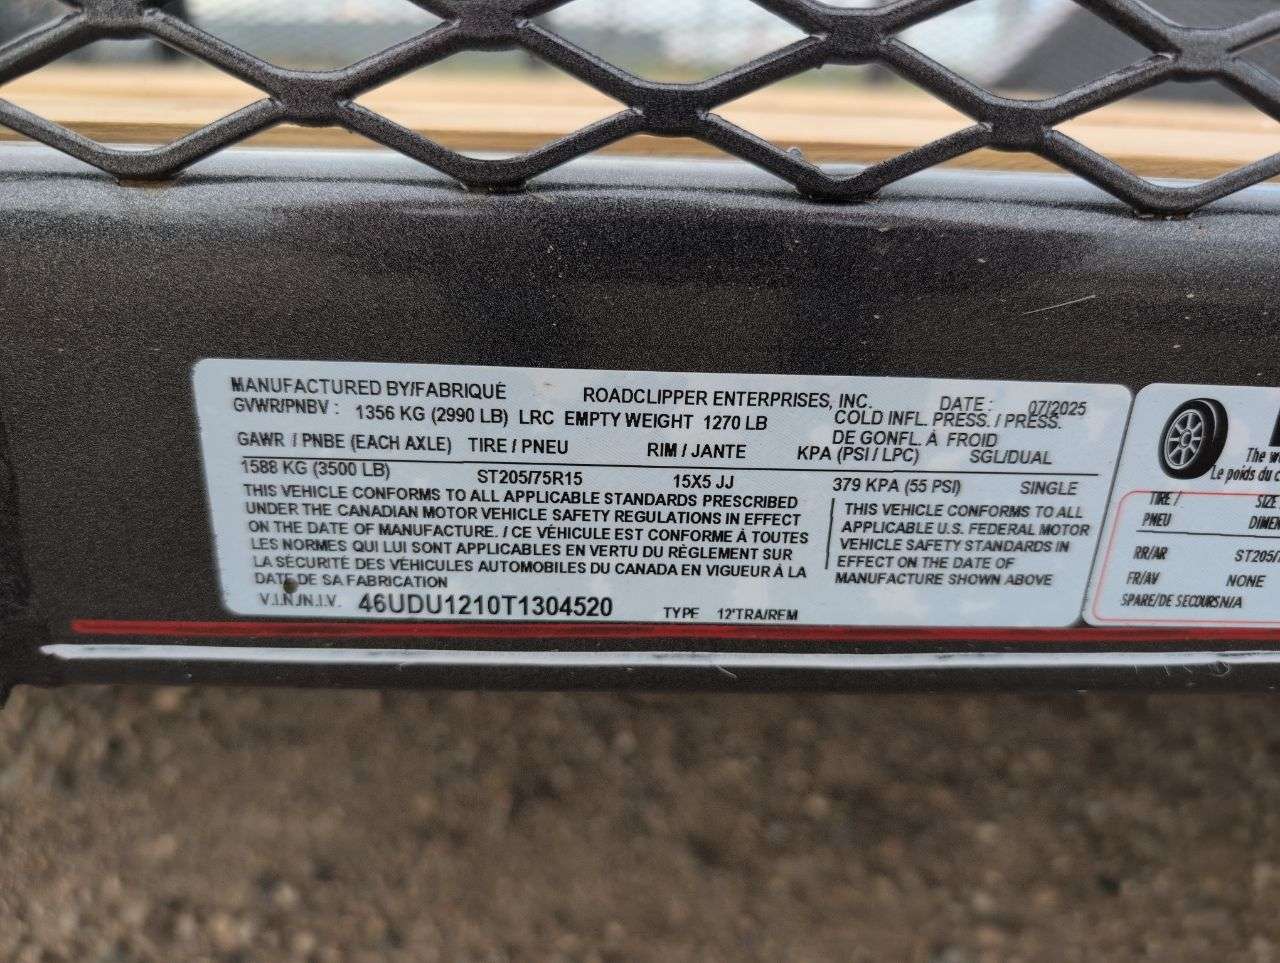 MANUFACTURED BY/FABRIQUÉ ROADCLIPPER ENTERPRISES, INC. DATE : 07/2025
GVWR/PNBV : 1356 KG (2990 LB) LRC EMPTY WEIGHT 1270 LB COLD INFL. PRESS. / PRESS.
DE GONFL. À FROID
GAWR / PNBE (EACH AXLE) TIRE / PNEU RIM / JANTE KPA (PSI / LPC) SGL/DUAL
1588 KG (3500 LB) ST205/75R15 15X5 JJ 379 KPA (55 PSI) SINGLE
THIS VEHICLE CONFORMS TO ALL APPLICABLE STANDARDS PRESCRIBED
UNDER THE CANADIAN MOTOR VEHICLE SAFETY REGULATIONS IN EFFECT
ON THE DATE OF MANUFACTURE. / CE VÉHICULE EST CONFORME À TOUTES
LES NORMES QUI LUI SONT APPLICABLES EN VERTU DU RÈGLEMENT SUR
LA SÉCURITÉ DES VÉHICULES AUTOMOBILES DU CANADA EN VIGUEUR À LA
DATE DE SA FABRICATION
THIS VEHICLE CONFORMS TO ALL
APPLICABLE U.S. FEDERAL MOTOR
VEHICLE SAFETY STANDARDS IN
EFFECT ON THE DATE OF
MANUFACTURE SHOWN ABOVE
V.I.N./N.I.V. 46UDU1210T1304520 TYPE 12'TRA/REM
The
Le poids du
TIRE / SIZE
PNEU
RR/AR ST205/
FR/AV NONE
SPARE/DE SECOURS N/A